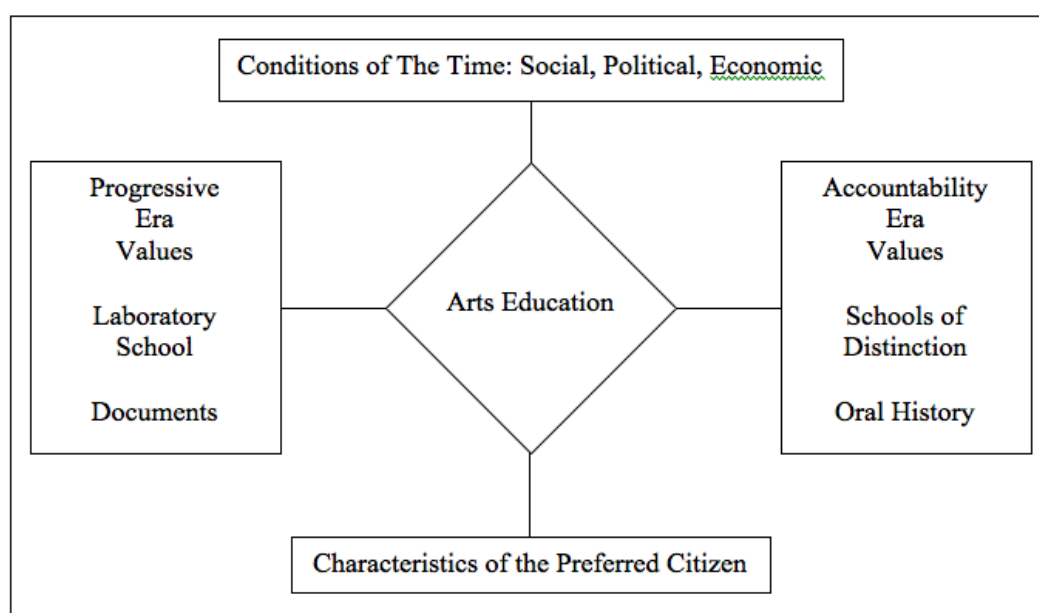 Conditions of The Time: Social, Political, Economic
Progressive
Era
Values
Laboratory
School
Documents
Arts Education
Accountability
Era
Values
Schools of
Distinction
Oral History
Characteristics of the Preferred Citizen